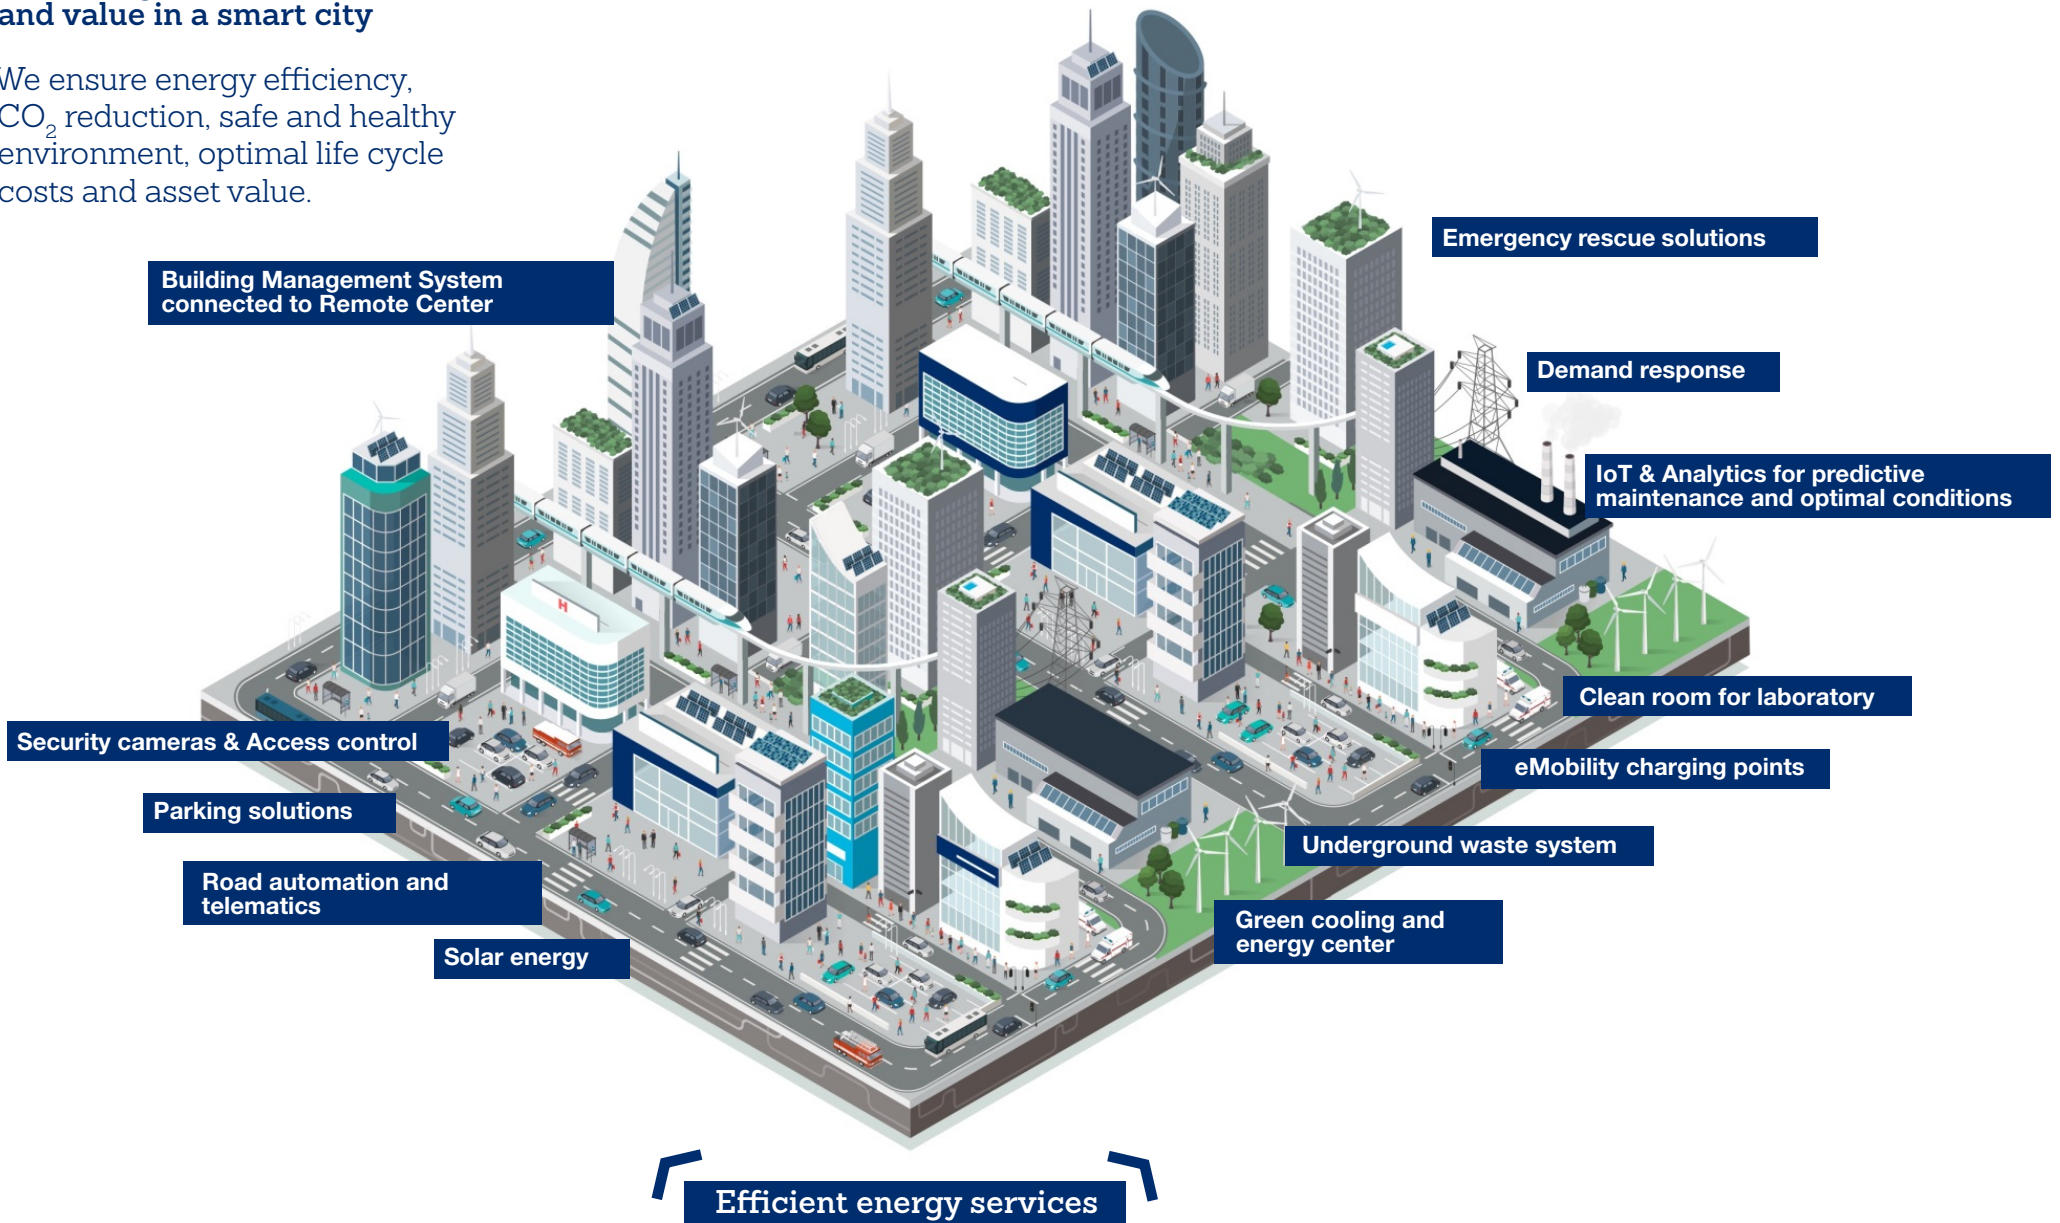 and value in a smart city
We ensure energy efficiency,
CO₂ reduction, safe and healthy
environment, optimal life cycle
costs and asset value.
Emergency rescue solutions
Building Management System
connected to Remote Center
Demand response
IoT & Analytics for predictive
maintenance and optimal conditions
H
Clean room for laboratory
Security cameras & Access control
eMobility charging points
Parking solutions
Underground waste system
Road automation and
telematics
Green cooling and
energy center
Solar energy
Efficient energy services